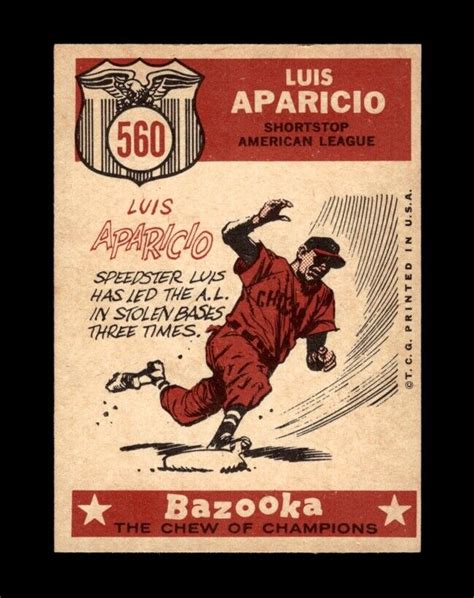 560
LUIS
APARICIO
SHORTSTOP
AMERICAN LEAGUE
LUIS
APARICIO
SPEEDSTER LUIS
HAS LED THE A.L.
IN STOLEN BASES
THREE TIMES.
CHICA
© T.C.G. PRINTED IN U.S.A.
Bazooka
THE CHEW OF CHAMPIONS